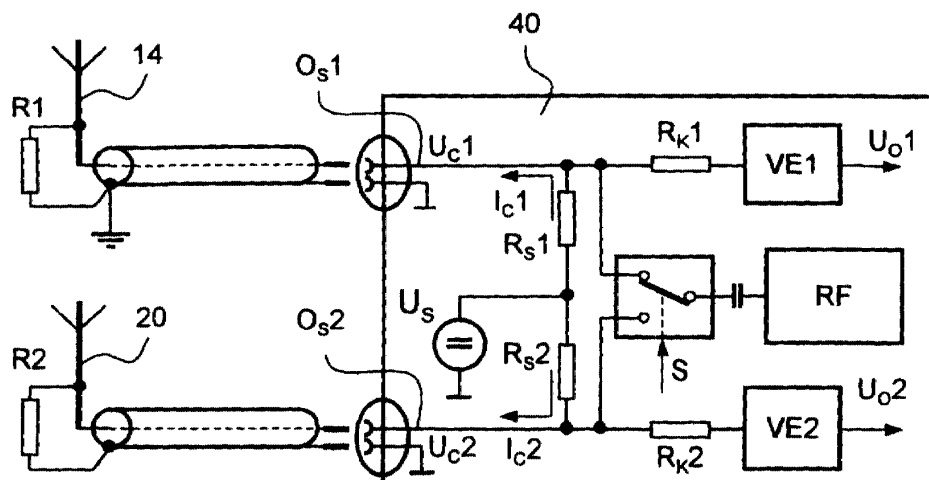 40
14
Os1
R1
Uc1
RK1
VE1
Uo1
Ic1
Rs1
Us
RF
20
Os2
Rs2
S
R2
Uc2
Ic2
RK2
VE2
Uo2